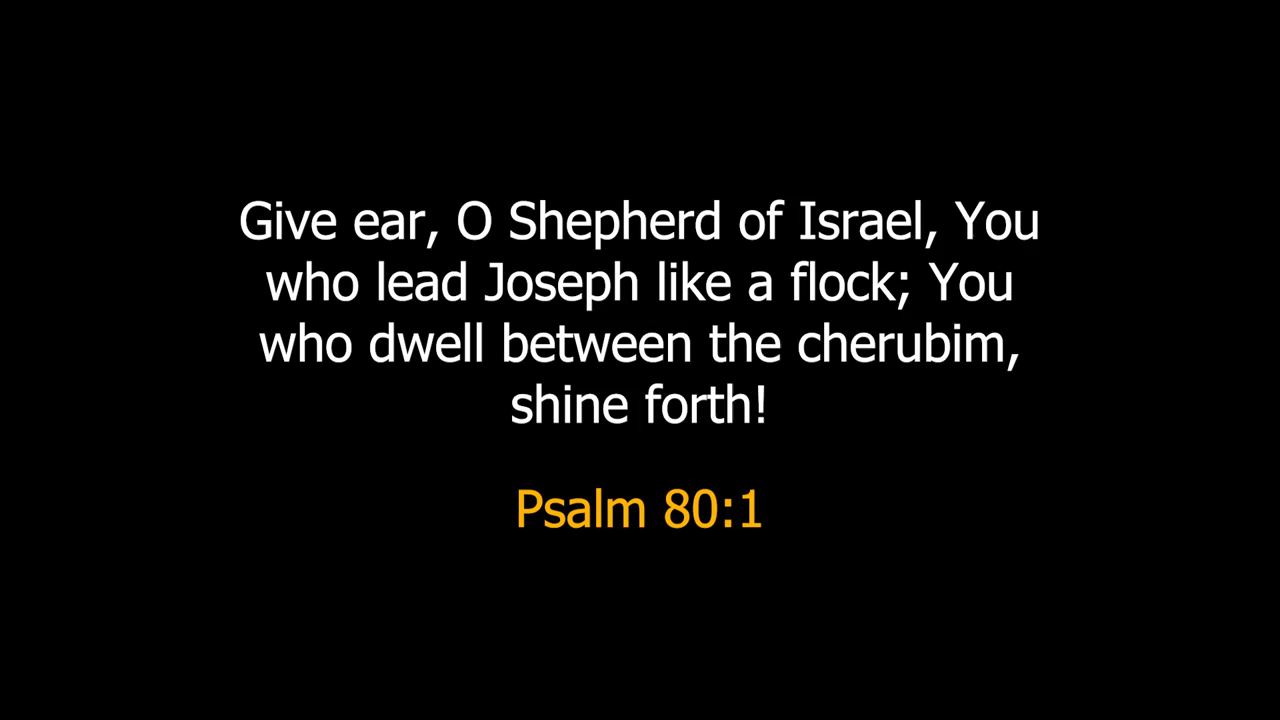 Give ear, O Shepherd of Israel, You
who lead Joseph like a flock; You
who dwell between the cherubim,
shine forth!
Psalm 80:1